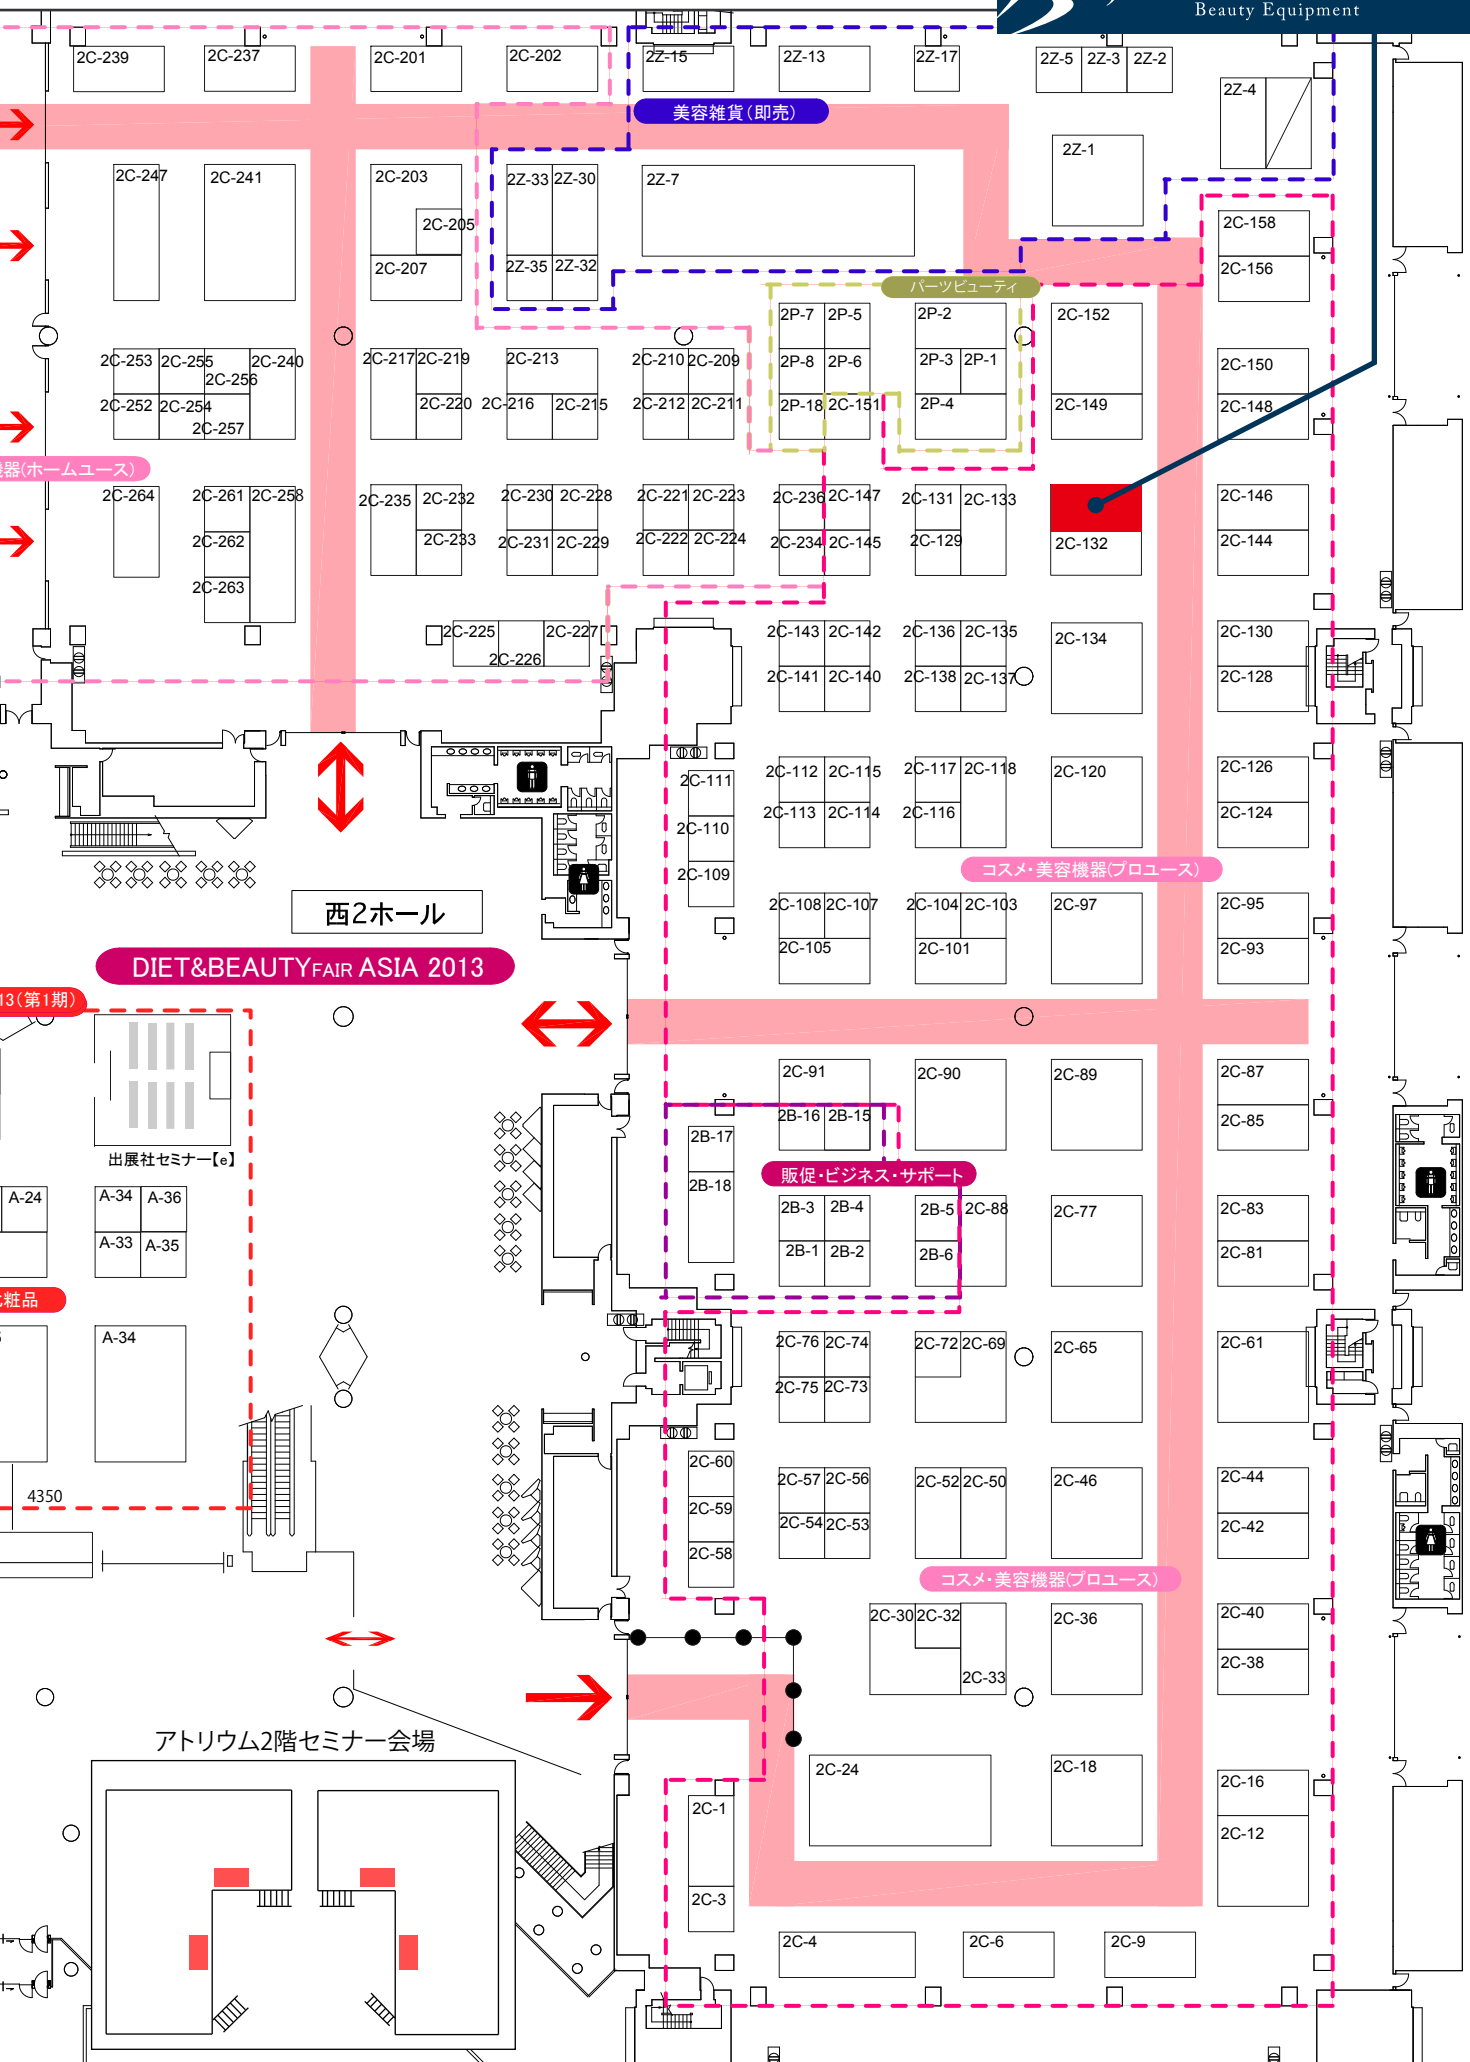 Beauty Equipment
2C-239
2C-237
2C-201
2C-202
2Z-15
2Z-13
2Z-17
2Z-5
2Z-3
2Z-2
2Z-4
美容雑貨(即売)
2Z-1
2C-247
2C-241
2C-203
2C-205
2C-207
2Z-33
2Z-30
2Z-7
2Z-35
2Z-32
2C-158
2C-156
パーツビューティ
2P-7
2P-5
2P-2
2C-152
2C-253
2C-255
2C-256
2C-240
2C-217
2C-219
2C-213
2C-210
2C-209
2P-8
2P-6
2P-3
2P-1
2C-150
2C-252
2C-254
2C-257
2C-220
2C-216
2C-215
2C-212
2C-211
2P-18
2C-151
2P-4
2C-149
2C-148
機器(ホームユース)
2C-264
2C-261
2C-258
2C-235
2C-232
2C-230
2C-228
2C-221
2C-223
2C-236
2C-147
2C-131
2C-133
2C-146
2C-262
2C-233
2C-231
2C-229
2C-222
2C-224
2C-234
2C-145
2C-129
2C-132
2C-144
2C-263
2C-225
2C-226
2C-227
2C-143
2C-142
2C-136
2C-135
2C-134
2C-130
2C-141
2C-140
2C-138
2C-137
2C-128
2C-111
2C-112
2C-115
2C-117
2C-118
2C-120
2C-126
2C-110
2C-113
2C-114
2C-116
2C-124
2C-109
コスメ・美容機器(プロユース)
西2ホール
2C-108
2C-107
2C-104
2C-103
2C-97
2C-95
2C-105
2C-101
2C-93
DIET&BEAUTY FAIR ASIA 2013
13(第1期)
2C-91
2C-90
2C-89
2C-87
2B-16
2B-15
2C-85
2B-17
2B-18
出展社セミナー【e】
販促・ビジネス・サポート
A-24
A-34
A-36
A-33
A-35
2B-3
2B-4
2B-5
2C-88
2C-77
2C-83
2B-1
2B-2
2B-6
2C-81
粧品
A-34
2C-76
2C-74
2C-72
2C-69
2C-65
2C-61
2C-75
2C-73
2C-60
2C-59
2C-58
2C-57
2C-56
2C-52
2C-50
2C-46
2C-44
4350
2C-54
2C-53
2C-42
コスメ・美容機器(プロユース)
2C-30
2C-32
2C-33
2C-36
2C-40
2C-38
アトリウム2階セミナー会場
2C-24
2C-18
2C-16
2C-1
2C-12
2C-3
2C-4
2C-6
2C-9